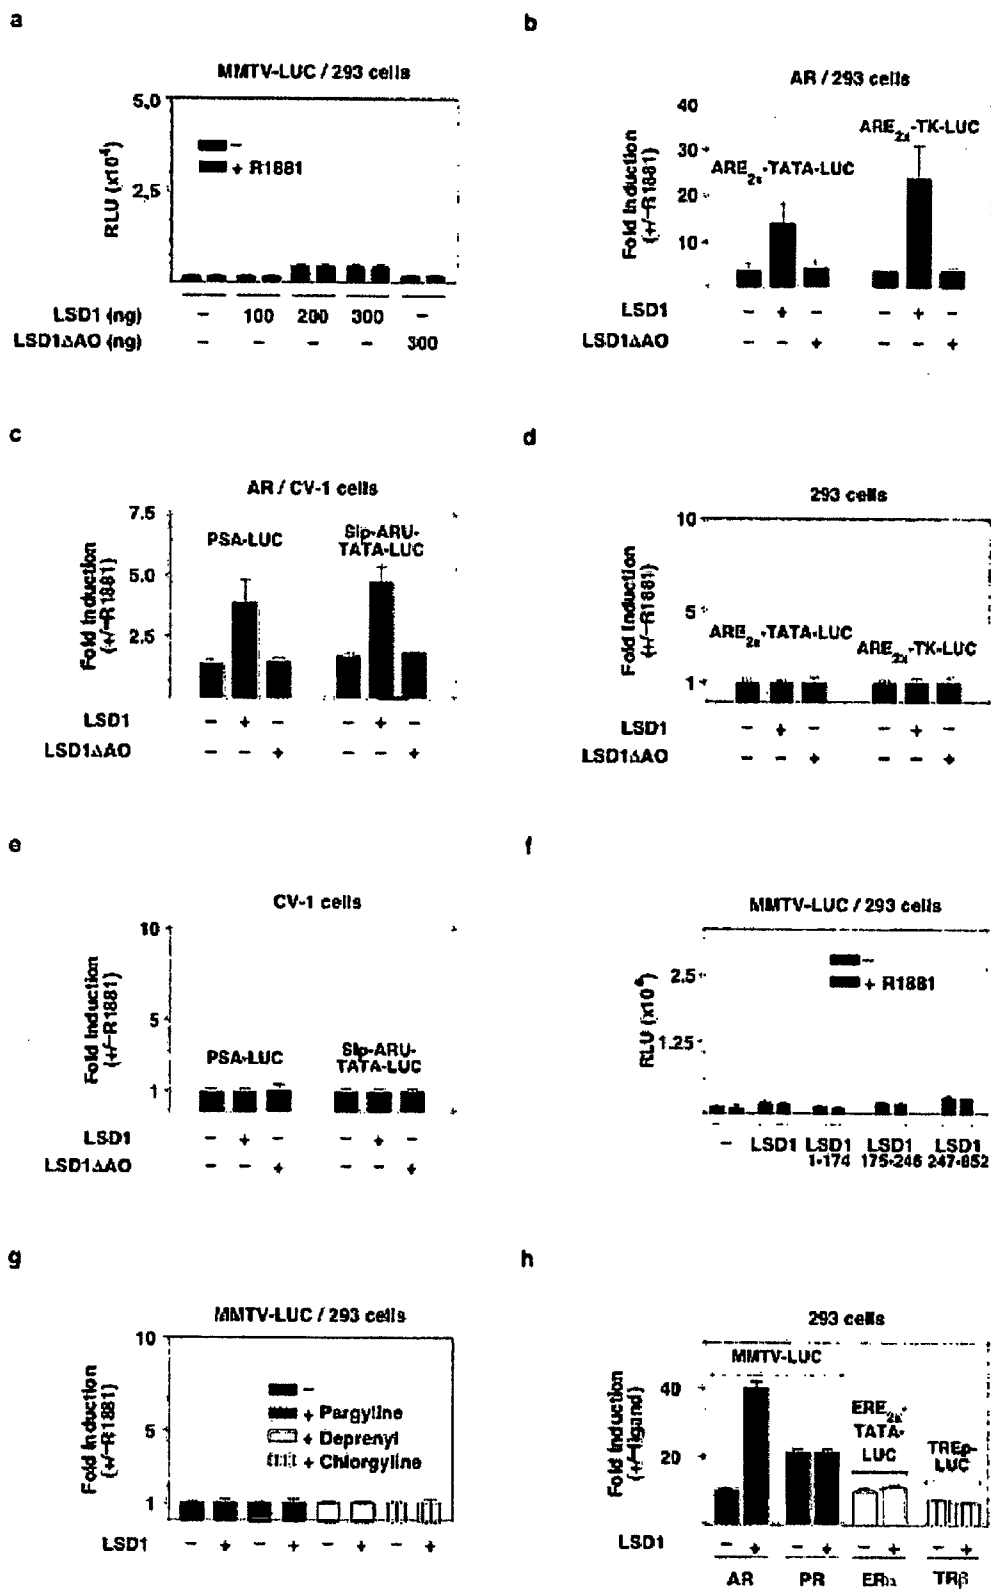 a
MMTV-LUC / 293 cells
5,0
2,5
RLU (x10⁴)
–
+ R1881
LSD1 (ng) – 100 200 300 –
LSD1ΔAO (ng) – – – – 300
b
AR / 293 cells
40
30
20
10
Fold Induction
(+/–R1881)
ARE2x-TATA-LUC
ARE2x-TK-LUC
LSD1 – + – – + –
LSD1ΔAO – – + – – +
c
AR / CV-1 cells
7.5
5.0
2.5
Fold Induction
(+/–R1881)
PSA-LUC
Slp-ARU-
TATA-LUC
LSD1 – + – – + –
LSD1ΔAO – – + – – +
d
293 cells
10
5
1
Fold Induction
(+/–R1881)
ARE2x-TATA-LUC
ARE2x-TK-LUC
LSD1 – + – – + –
LSD1ΔAO – – + – – +
e
CV-1 cells
10
5
1
Fold Induction
(+/–R1881)
PSA-LUC
Slp-ARU-
TATA-LUC
LSD1 – + – – + –
LSD1ΔAO – – + – – +
f
MMTV-LUC / 293 cells
2.5
1.25
–
+ R1881
– LSD1 LSD1 LSD1 LSD1
1-174 175-246 247-852
g
MMTV-LUC / 293 cells
10
5
1
Fold Induction
(+/–R1881)
–
+ Pargyline
+ Deprenyl
+ Chlorgyline
LSD1 – + – + – + – +
h
293 cells
MMTV-LUC
40
20
Fold Induction
(+/–ligand)
ERE2x-
TATA-
LUC
TREp-
LUC
LSD1 – + – + – + – +
AR PR ERα TRβ